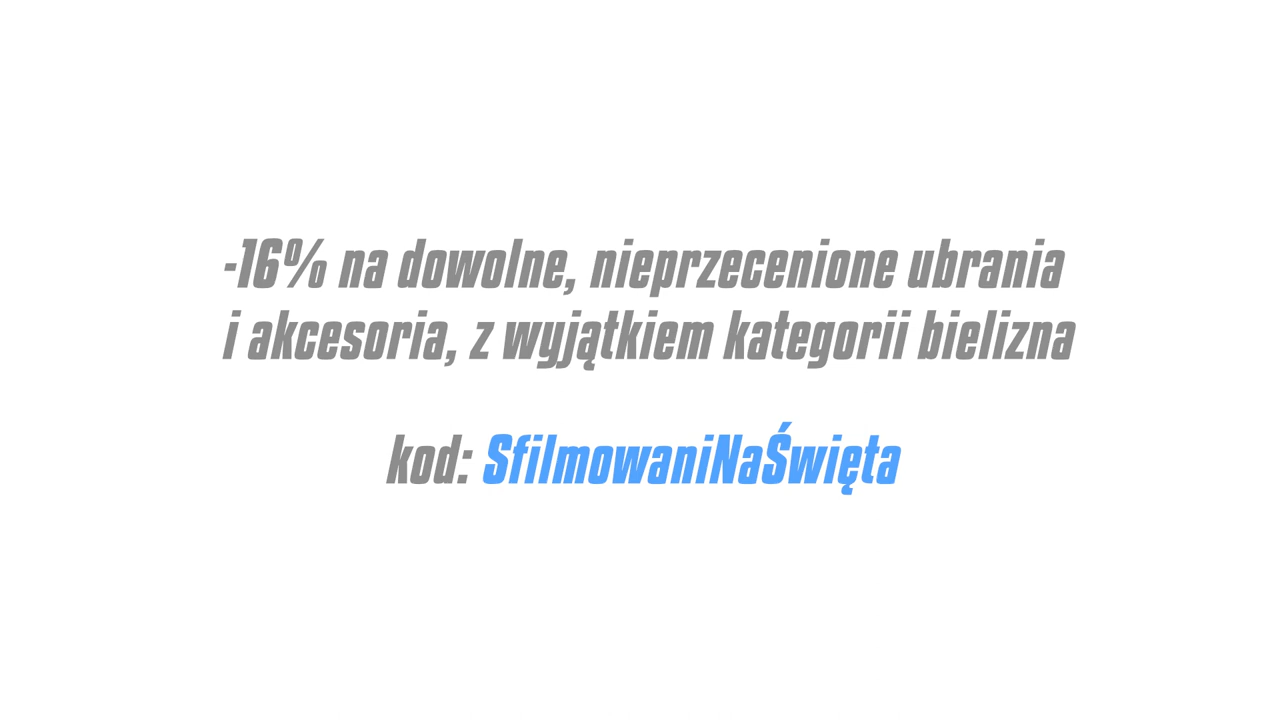 -16% na dowolne, nieprzecenione ubrania
i akcesoria, z wyjątkiem kategorii bielizna
kod: SfilmowaniNaŚwięta